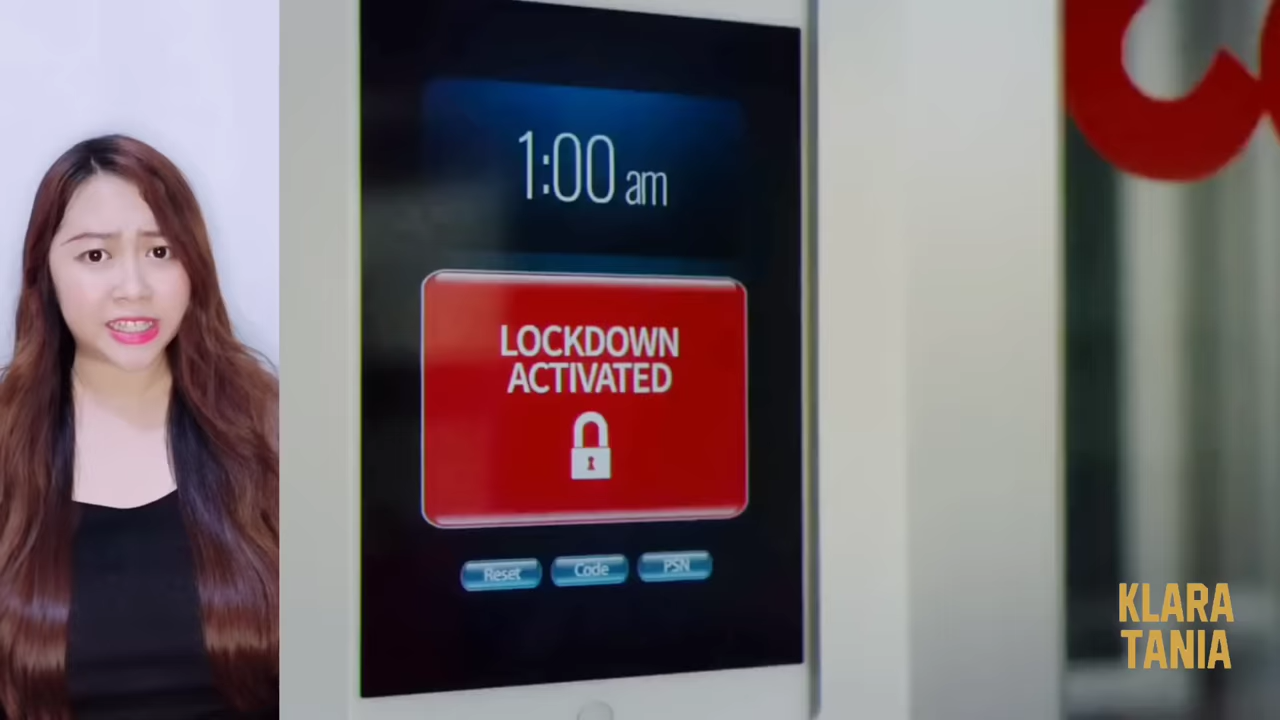 1:00 am
LOCKDOWN
ACTIVATED
Reset Code PSN
KLARA
TANIA